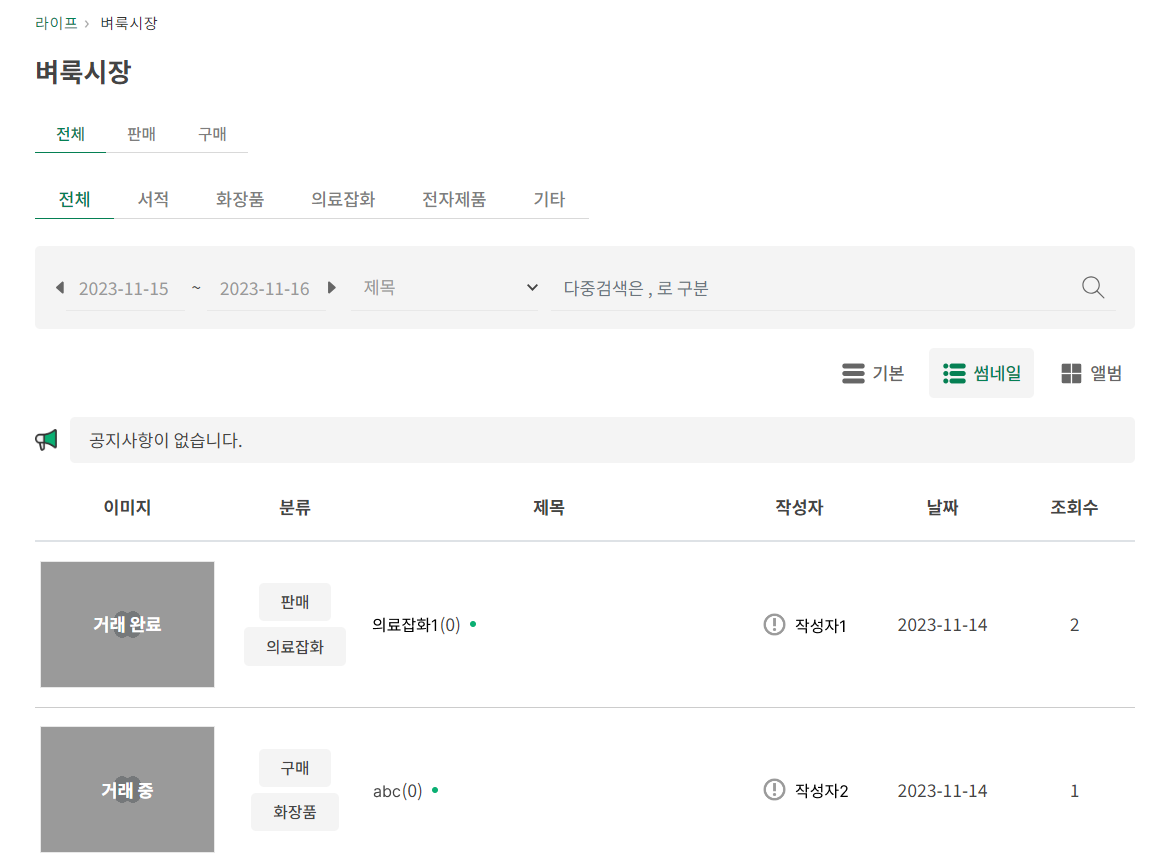 라이프 › 벼룩시장
벼룩시장
전체 판매 구매
전체 서적 화장품 의료잡화 전자제품 기타
2023-11-15 ~ 2023-11-16 제목 다중검색은 , 로 구분
기본 썸네일 앨범
공지사항이 없습니다.
이미지 분류 제목 작성자 날짜 조회수
판매
거래 완료 의료잡화1(0) 작성자1 2023-11-14 2
의료잡화
구매
거래 중 abc(0) 작성자2 2023-11-14 1
화장품